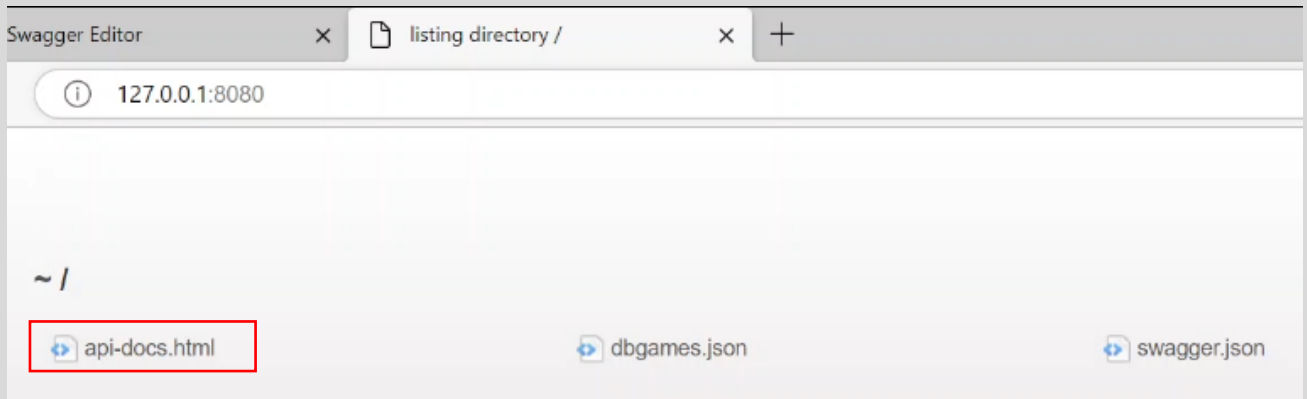 Swagger Editor
listing directory /
127.0.0.1:8080
~ /
api-docs.html
dbgames.json
swagger.json